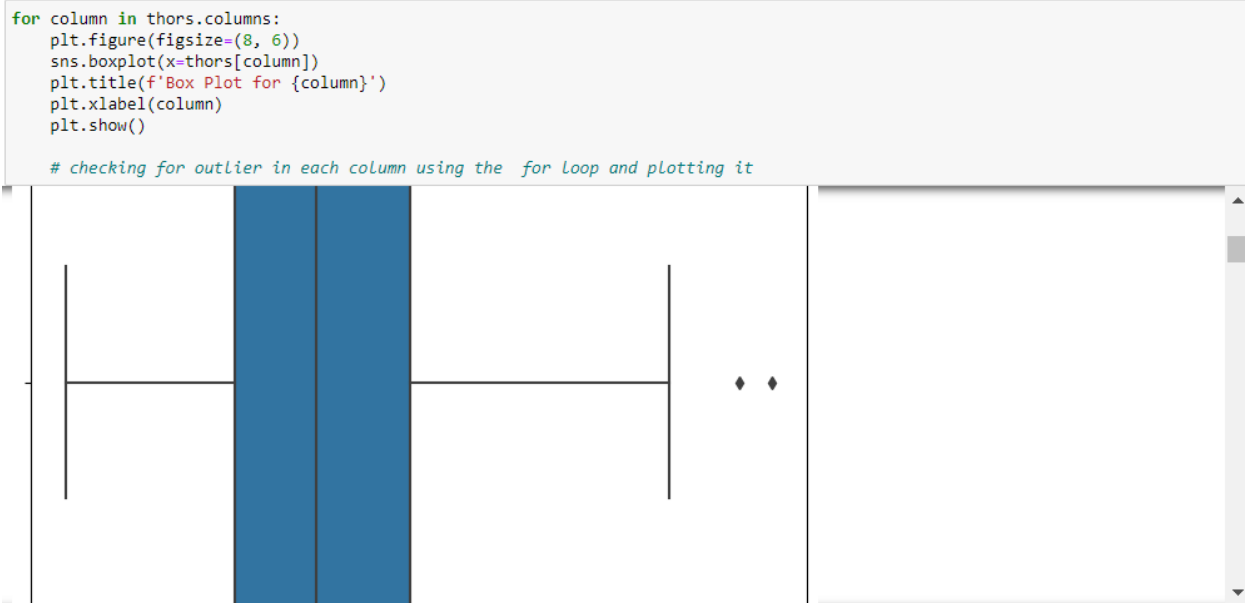 for column in thors.columns:
    plt.figure(figsize=(8, 6))
    sns.boxplot(x=thors[column])
    plt.title(f'Box Plot for {column}')
    plt.xlabel(column)
    plt.show()
    # checking for outlier in each column using the  for loop and plotting it